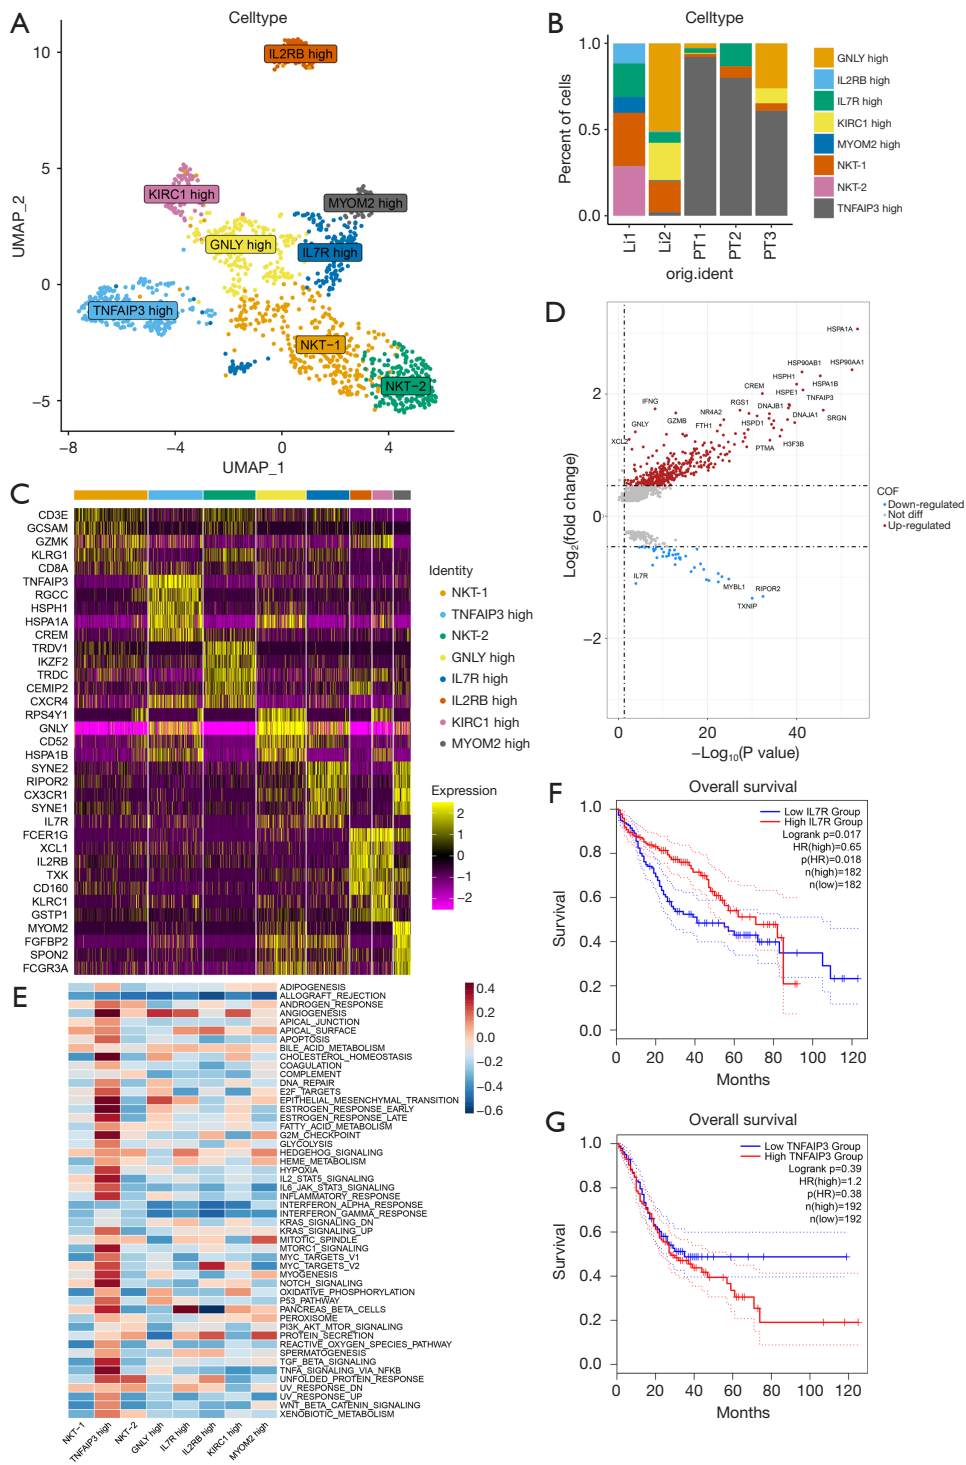 A
Celltype
10
5
0
−5
−8
−4
0
4
UMAP_2
UMAP_1
IL2RB high
KIRC1 high
MYOM2 high
GNLY high
IL7R high
TNFAIP3 high
NKT−1
NKT−2
B
Celltype
1.0
0.5
0.0
Percent of cells
Li1
Li2
PT1
PT2
PT3
orig.ident
GNLY high
IL2RB high
IL7R high
KIRC1 high
MYOM2 high
NKT-1
NKT-2
TNFAIP3 high
C
CD3E
GCSAM
GZMK
KLRG1
CD8A
TNFAIP3
RGCC
HSPH1
HSPA1A
CREM
TRDV1
IKZF2
TRDC
CEMIP2
CXCR4
RPS4Y1
GNLY
CD52
HSPA1B
SYNE2
RIPOR2
CX3CR1
SYNE1
IL7R
FCER1G
XCL1
IL2RB
TXK
CD160
KLRC1
GSTP1
MYOM2
FGFBP2
SPON2
FCGR3A
Identity
NKT-1
TNFAIP3 high
NKT-2
GNLY high
IL7R high
IL2RB high
KIRC1 high
MYOM2 high
Expression
2
1
0
−1
−2
D
HSPA1A
HSP90AB1
HSP90AA1
HSPH1
HSPA1B
CREM
HSPE1
TNFAIP3
IFNG
RGS1
DNAJB1
NR4A2
GZMB
DNAJA1
SRGN
FTH1
HSPD1
GNLY
XCL2
PTMA
H3F3B
IL7R
MYBL1
RIPOR2
TXNIP
2
0
−2
Log2(fold change)
0
20
40
−Log10(P value)
COF
Down-regulated
Not diff
Up-regulated
E
ADIPOGENESIS
ALLOGRAFT_REJECTION
ANDROGEN_RESPONSE
ANGIOGENESIS
APICAL_JUNCTION
APICAL_SURFACE
APOPTOSIS
BILE_ACID_METABOLISM
CHOLESTEROL_HOMEOSTASIS
COAGULATION
COMPLEMENT
DNA_REPAIR
E2F_TARGETS
EPITHELIAL_MESENCHYMAL_TRANSITION
ESTROGEN_RESPONSE_EARLY
ESTROGEN_RESPONSE_LATE
FATTY_ACID_METABOLISM
G2M_CHECKPOINT
GLYCOLYSIS
HEDGEHOG_SIGNALING
HEME_METABOLISM
HYPOXIA
IL2_STAT5_SIGNALING
IL6_JAK_STAT3_SIGNALING
INFLAMMATORY_RESPONSE
INTERFERON_ALPHA_RESPONSE
INTERFERON_GAMMA_RESPONSE
KRAS_SIGNALING_DN
KRAS_SIGNALING_UP
MITOTIC_SPINDLE
MTORC1_SIGNALING
MYC_TARGETS_V1
MYC_TARGETS_V2
MYOGENESIS
NOTCH_SIGNALING
OXIDATIVE_PHOSPHORYLATION
P53_PATHWAY
PANCREAS_BETA_CELLS
PEROXISOME
PI3K_AKT_MTOR_SIGNALING
PROTEIN_SECRETION
REACTIVE_OXYGEN_SPECIES_PATHWAY
SPERMATOGENESIS
TGF_BETA_SIGNALING
TNFA_SIGNALING_VIA_NFKB
UNFOLDED_PROTEIN_RESPONSE
UV_RESPONSE_DN
UV_RESPONSE_UP
WNT_BETA_CATENIN_SIGNALING
XENOBIOTIC_METABOLISM
NKT−1
TNFAIP3 high
NKT−2
GNLY high
IL7R high
IL2RB high
KIRC1 high
MYOM2 high
0.4
0.2
0.0
−0.2
−0.4
−0.6
F
Overall survival
Low IL7R Group
High IL7R Group
Logrank p=0.017
HR(high)=0.65
p(HR)=0.018
n(high)=182
n(low)=182
1.0
0.8
0.6
0.4
0.2
0.0
Survival
0
20
40
60
80
100
120
Months
G
Overall survival
Low TNFAIP3 Group
High TNFAIP3 Group
Logrank p=0.39
HR(high)=1.2
p(HR)=0.38
n(high)=192
n(low)=192
1.0
0.8
0.6
0.4
0.2
0.0
Survival
0
20
40
60
80
100
120
Months